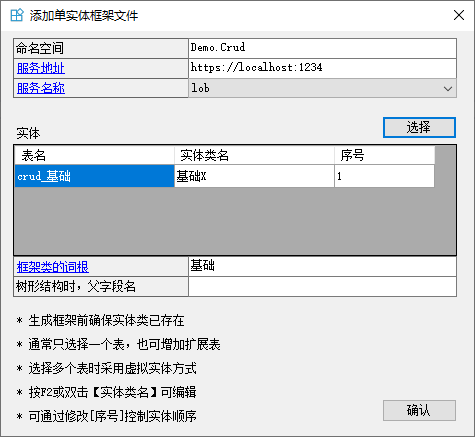 添加单实体框架文件
命名空间 Demo.Crud
服务地址 https://localhost:1234
服务名称 lob
实体 选择
表名 实体类名 序号
crud_基础 基础X 1
框架类的词根 基础
树形结构时，父字段名
* 生成框架前确保实体类已存在
* 通常只选择一个表，也可增加扩展表
* 选择多个表时采用虚拟实体方式
* 按F2或双击【实体类名】可编辑
* 可通过修改[序号]控制实体顺序
确认